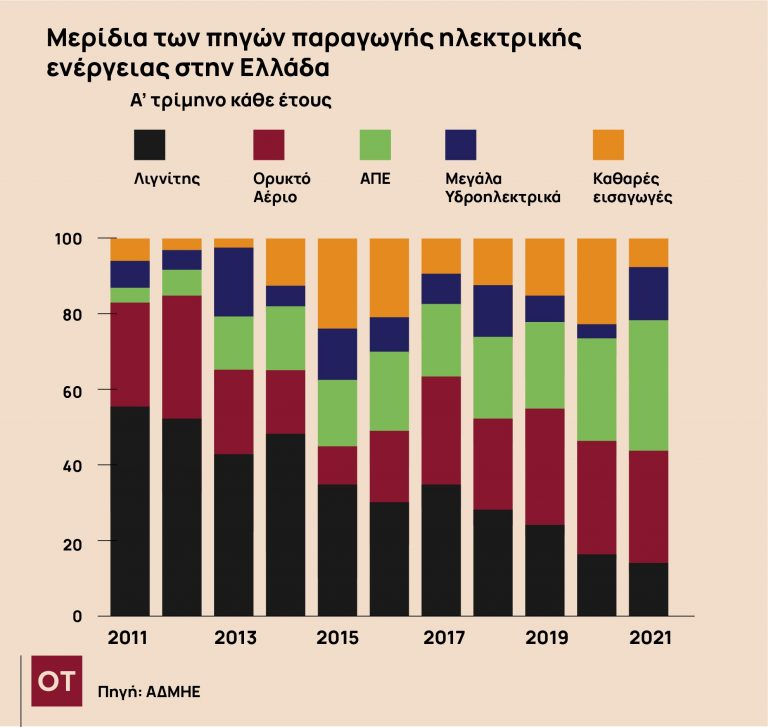 Μερίδια των πηγών παραγωγής ηλεκτρικής
ενέργειας στην Ελλάδα
Α' τρίμηνο κάθε έτους
Λιγνίτης
Ορυκτό
Αέριο
ΑΠΕ
Μεγάλα
Υδροηλεκτρικά
Καθαρές
εισαγωγές
100
80
60
40
20
0
2011 2013 2015 2017 2019 2021
ΟΤ
Πηγή: ΑΔΜΗΕ